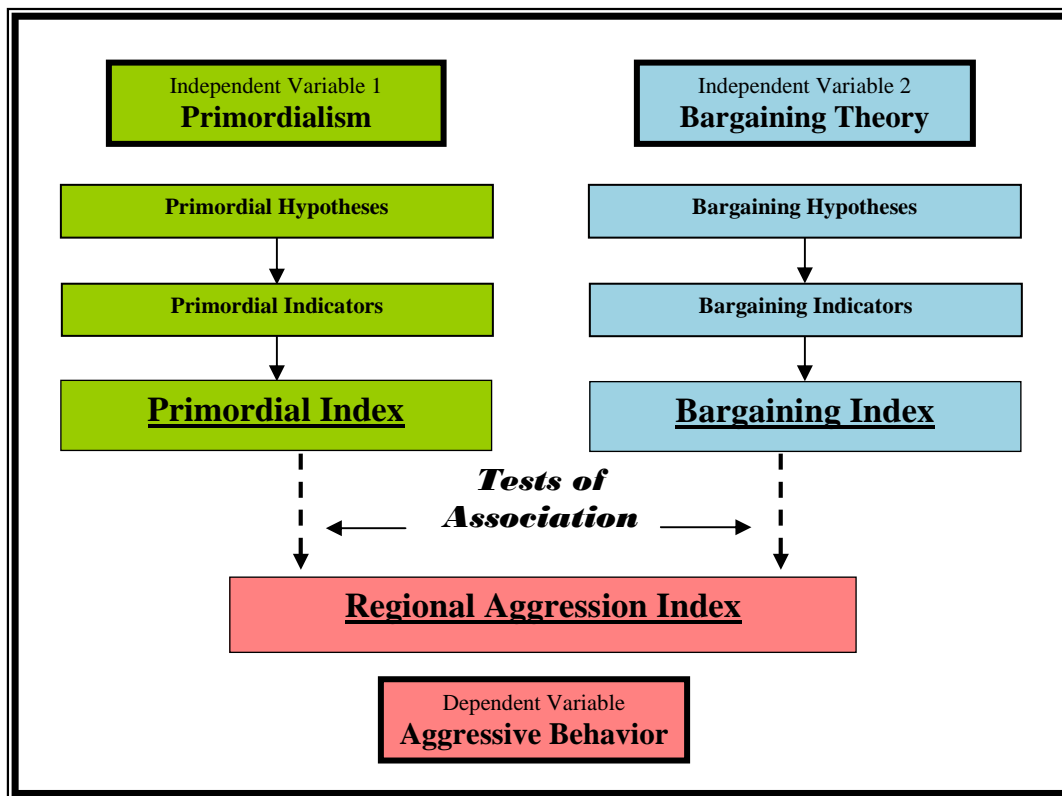 Independent Variable 1
Primordialism
Independent Variable 2
Bargaining Theory
Primordial Hypotheses
Bargaining Hypotheses
Primordial Indicators
Bargaining Indicators
Primordial Index
Bargaining Index
Tests of
Association
Regional Aggression Index
Dependent Variable
Aggressive Behavior